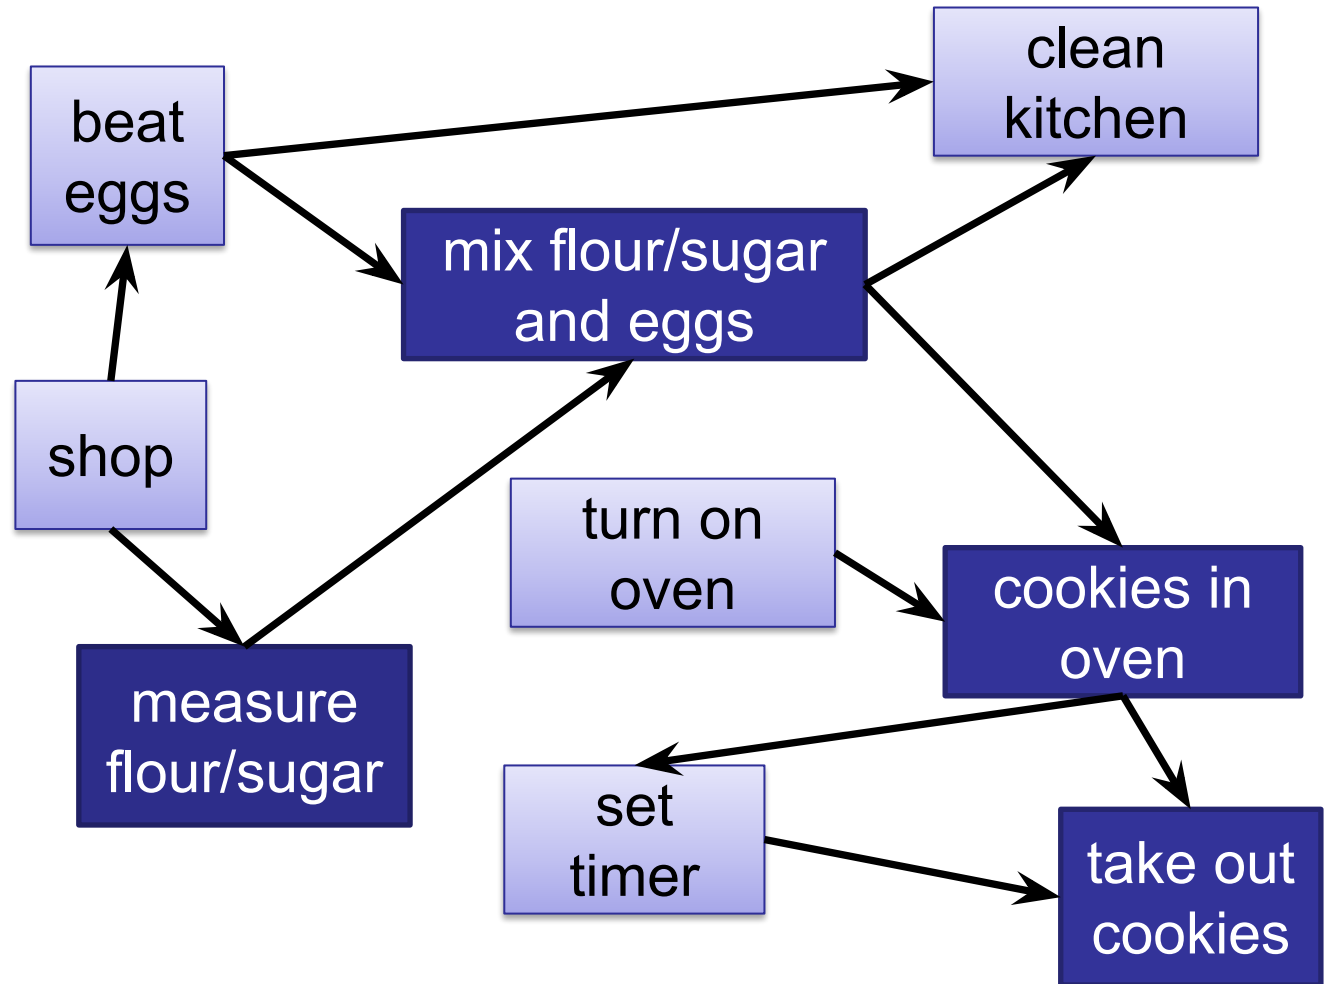 clean
kitchen
beat
eggs
mix flour/sugar
and eggs
shop
turn on
oven
cookies in
oven
measure
flour/sugar
set
timer
take out
cookies